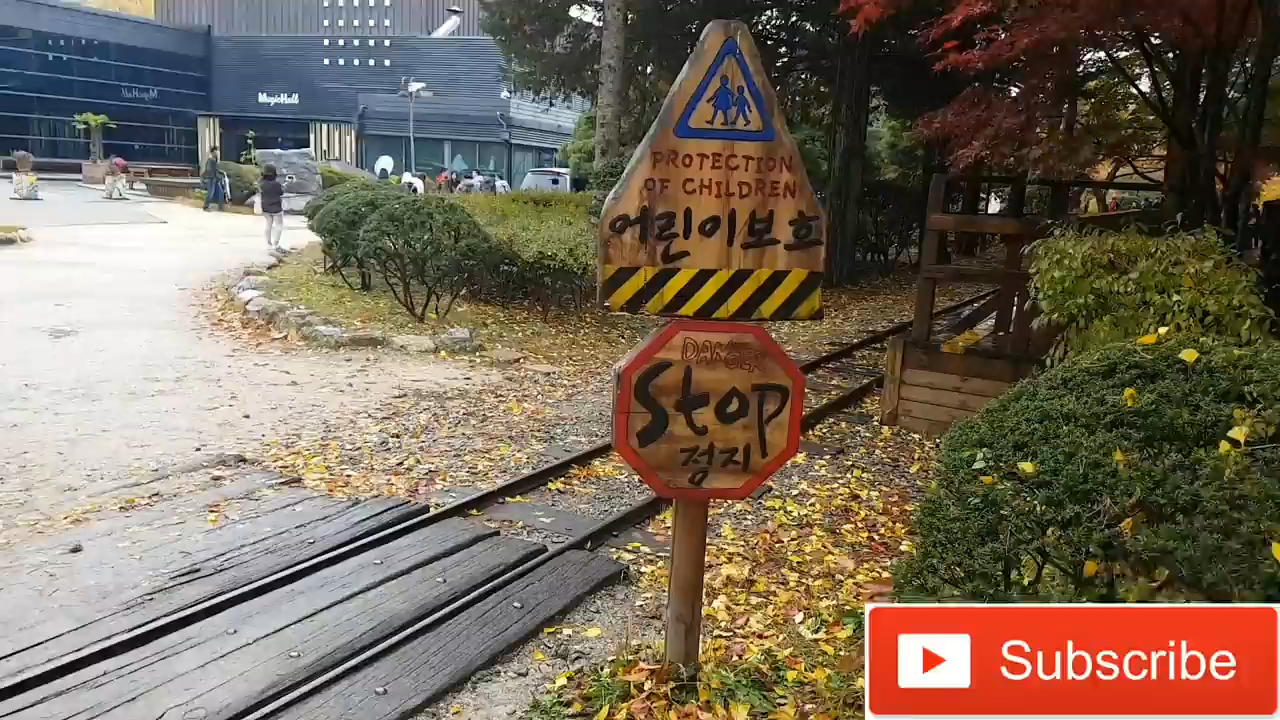 MagicHall
PROTECTION
OF CHILDREN
어린이보호
DANGER
Stop
정지
Subscribe